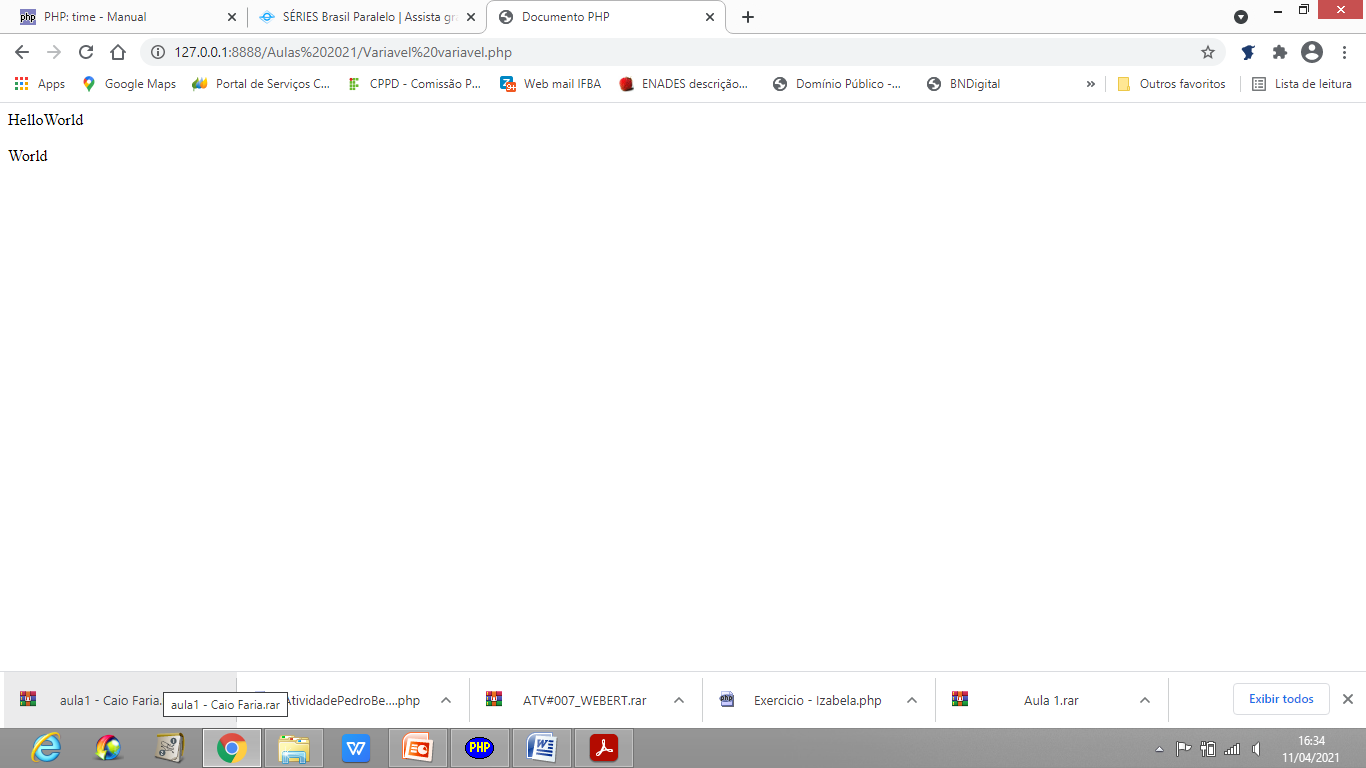 PHP: time - Manual
SÉRIES Brasil Paralelo | Assista gra
Documento PHP
127.0.0.1:8888/Aulas%202021/Variavel%20variavel.php
Apps
Google Maps
Portal de Serviços C...
CPPD - Comissão P...
Web mail IFBA
ENADES descrição...
Domínio Público -...
BNDigital
Outros favoritos
Lista de leitura
HelloWorld
World
aula1 - Caio Faria.
aula1 - Caio Faria.rar
AtividadePedroBe....php
ATV#007_WEBERT.rar
Exercicio - Izabela.php
Aula 1.rar
Exibir todos
PHP
16:34
11/04/2021